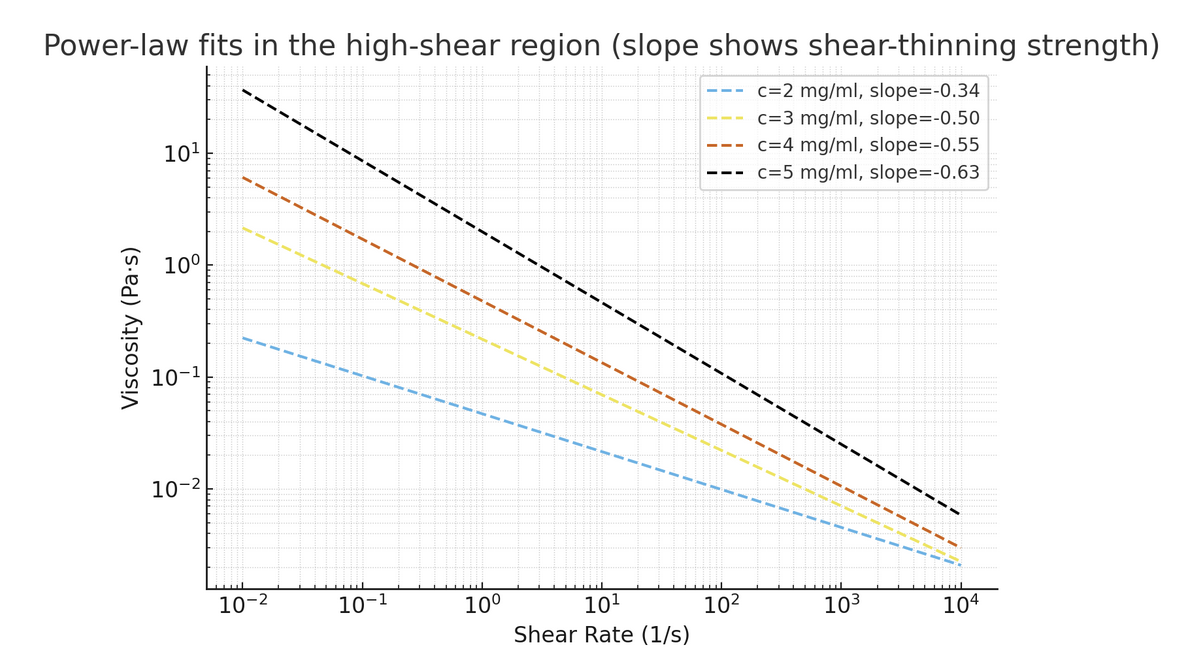 Power-law fits in the high-shear region (slope shows shear-thinning strength)
c=2 mg/ml, slope=-0.34
c=3 mg/ml, slope=-0.50
c=4 mg/ml, slope=-0.55
c=5 mg/ml, slope=-0.63
Viscosity (Pa·s)
10¹
10⁰
10⁻¹
10⁻²
10⁻² 10⁻¹ 10⁰ 10¹ 10² 10³ 10⁴
Shear Rate (1/s)